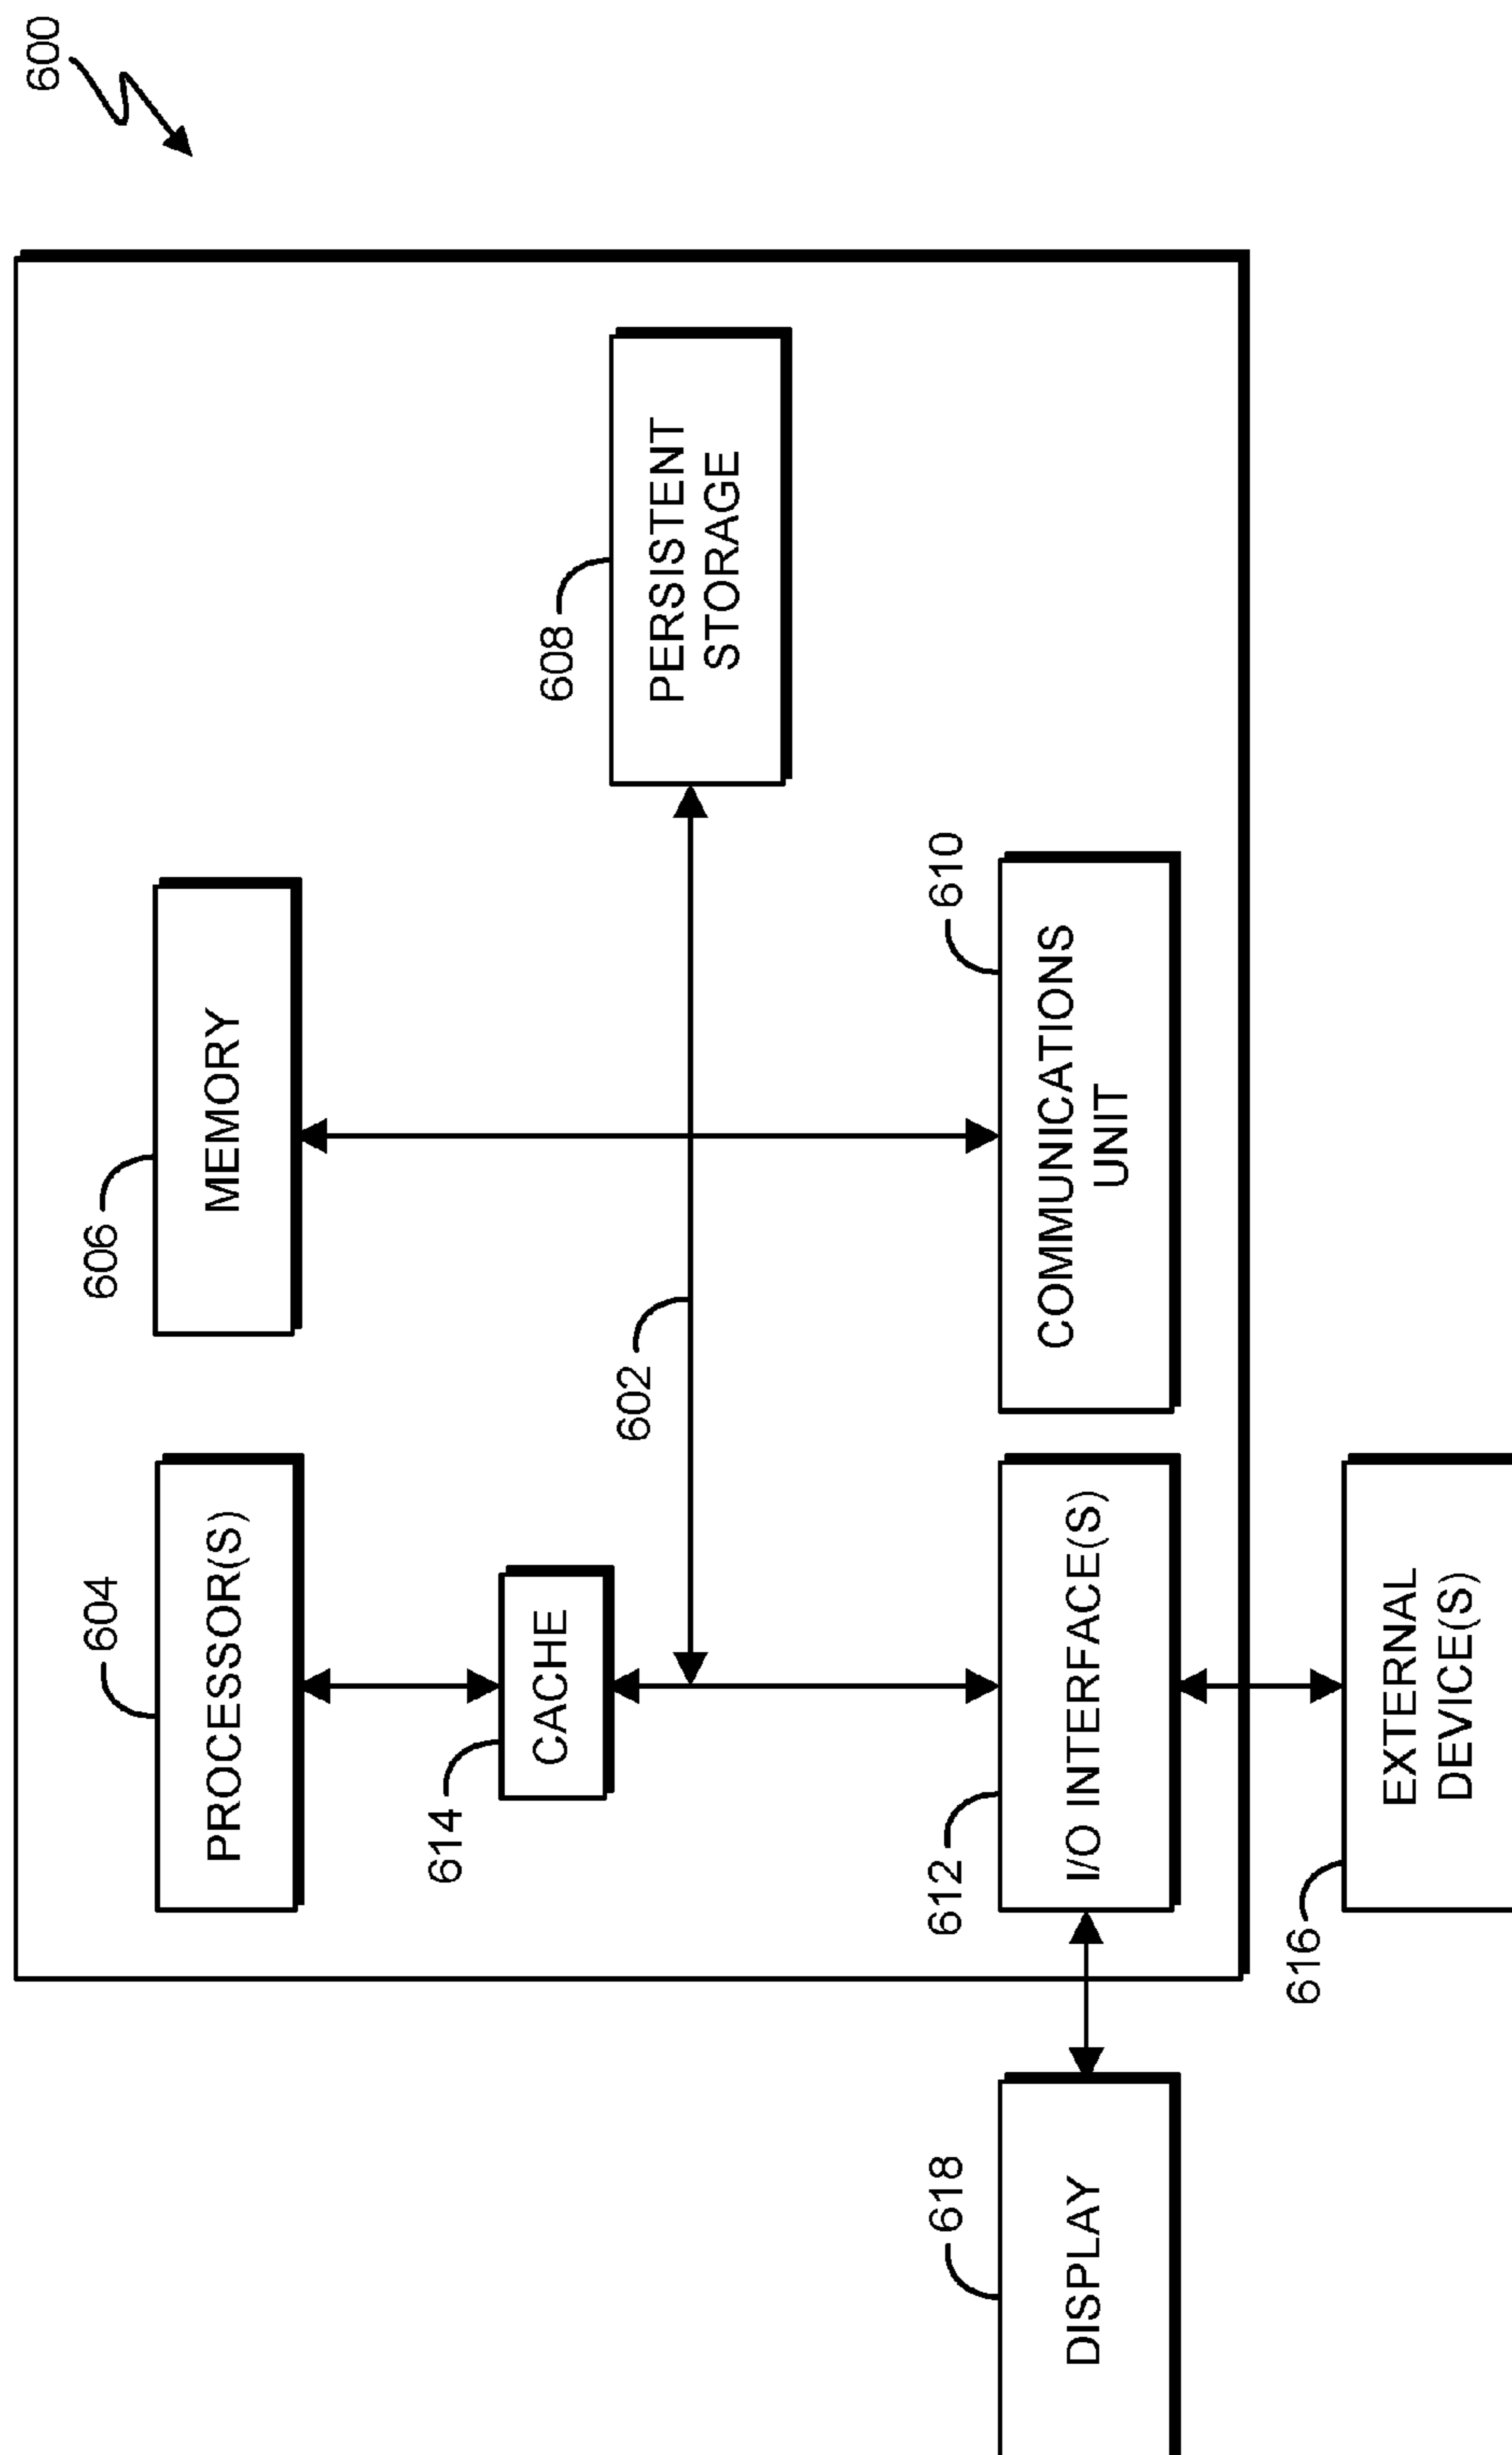 600
606
MEMORY
604
PROCESSOR(S)
608
PERSISTENT
STORAGE
614
CACHE
602
610
COMMUNICATIONS
UNIT
612
I/O INTERFACE(S)
618
DISPLAY
616
EXTERNAL
DEVICE(S)